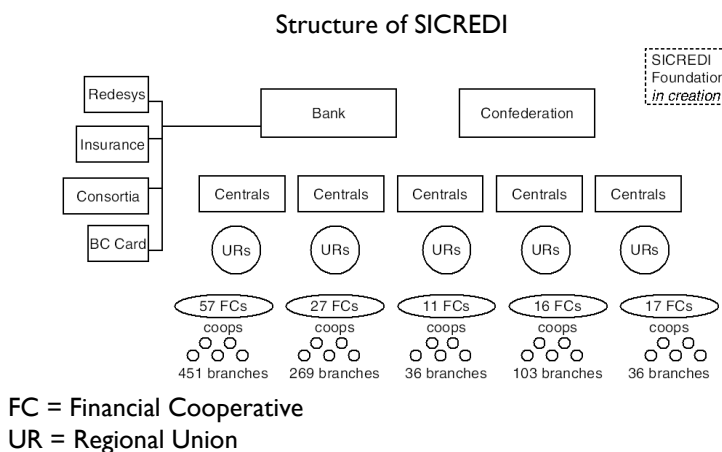 Structure of SICREDI
SICREDI
Foundation
in creation
Redesys
Bank
Confederation
Insurance
Consortia
Centrals Centrals Centrals Centrals Centrals
BC Card
URs URs URs URs URs
57 FCs 27 FCs 11 FCs 16 FCs 17 FCs
coops coops coops coops coops
451 branches 269 branches 36 branches 103 branches 36 branches
FC = Financial Cooperative
UR = Regional Union